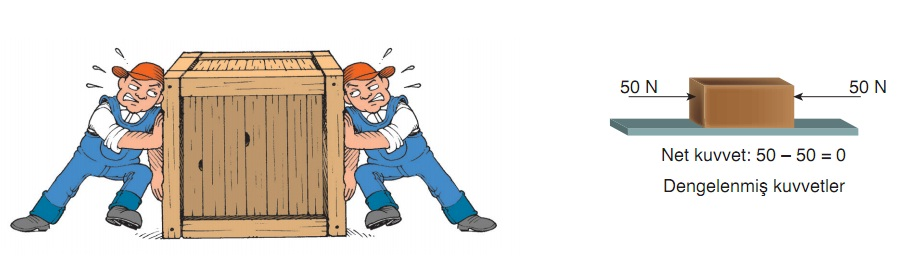 50 N
50 N
Net kuvvet: 50 – 50 = 0
Dengelenmiş kuvvetler